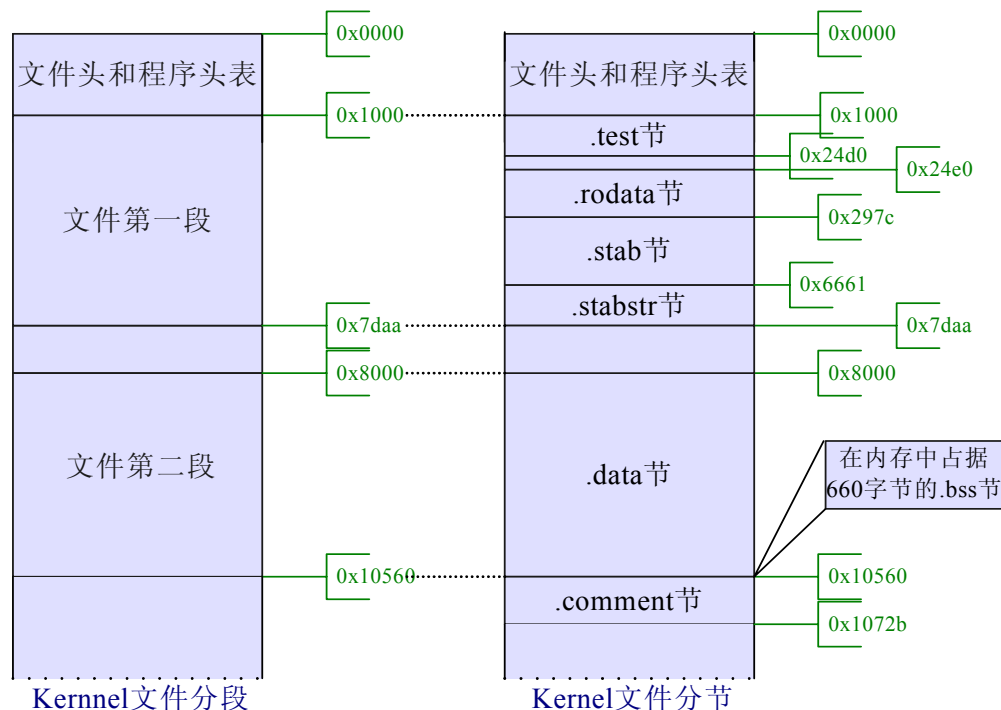 0x0000
0x0000
文件头和程序头表
文件头和程序头表
0x1000
0x1000
.test节
0x24d0
0x24e0
.rodata节
文件第一段
0x297c
.stab节
0x6661
.stabstr节
0x7daa
0x7daa
0x8000
0x8000
文件第二段
.data节
在内存中占据
660字节的.bss节
0x10560
0x10560
.comment节
0x1072b
Kernnel文件分段
Kernel文件分节